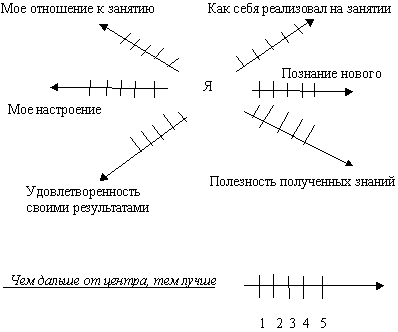 Мое отношение к занятию
Как себя реализовал на занятии
Познание нового
Я
Мое настроение
Полезность полученных знаний
Удовлетворенность
своими результатами
Чем дальше от центра, тем лучше
1 2 3 4 5